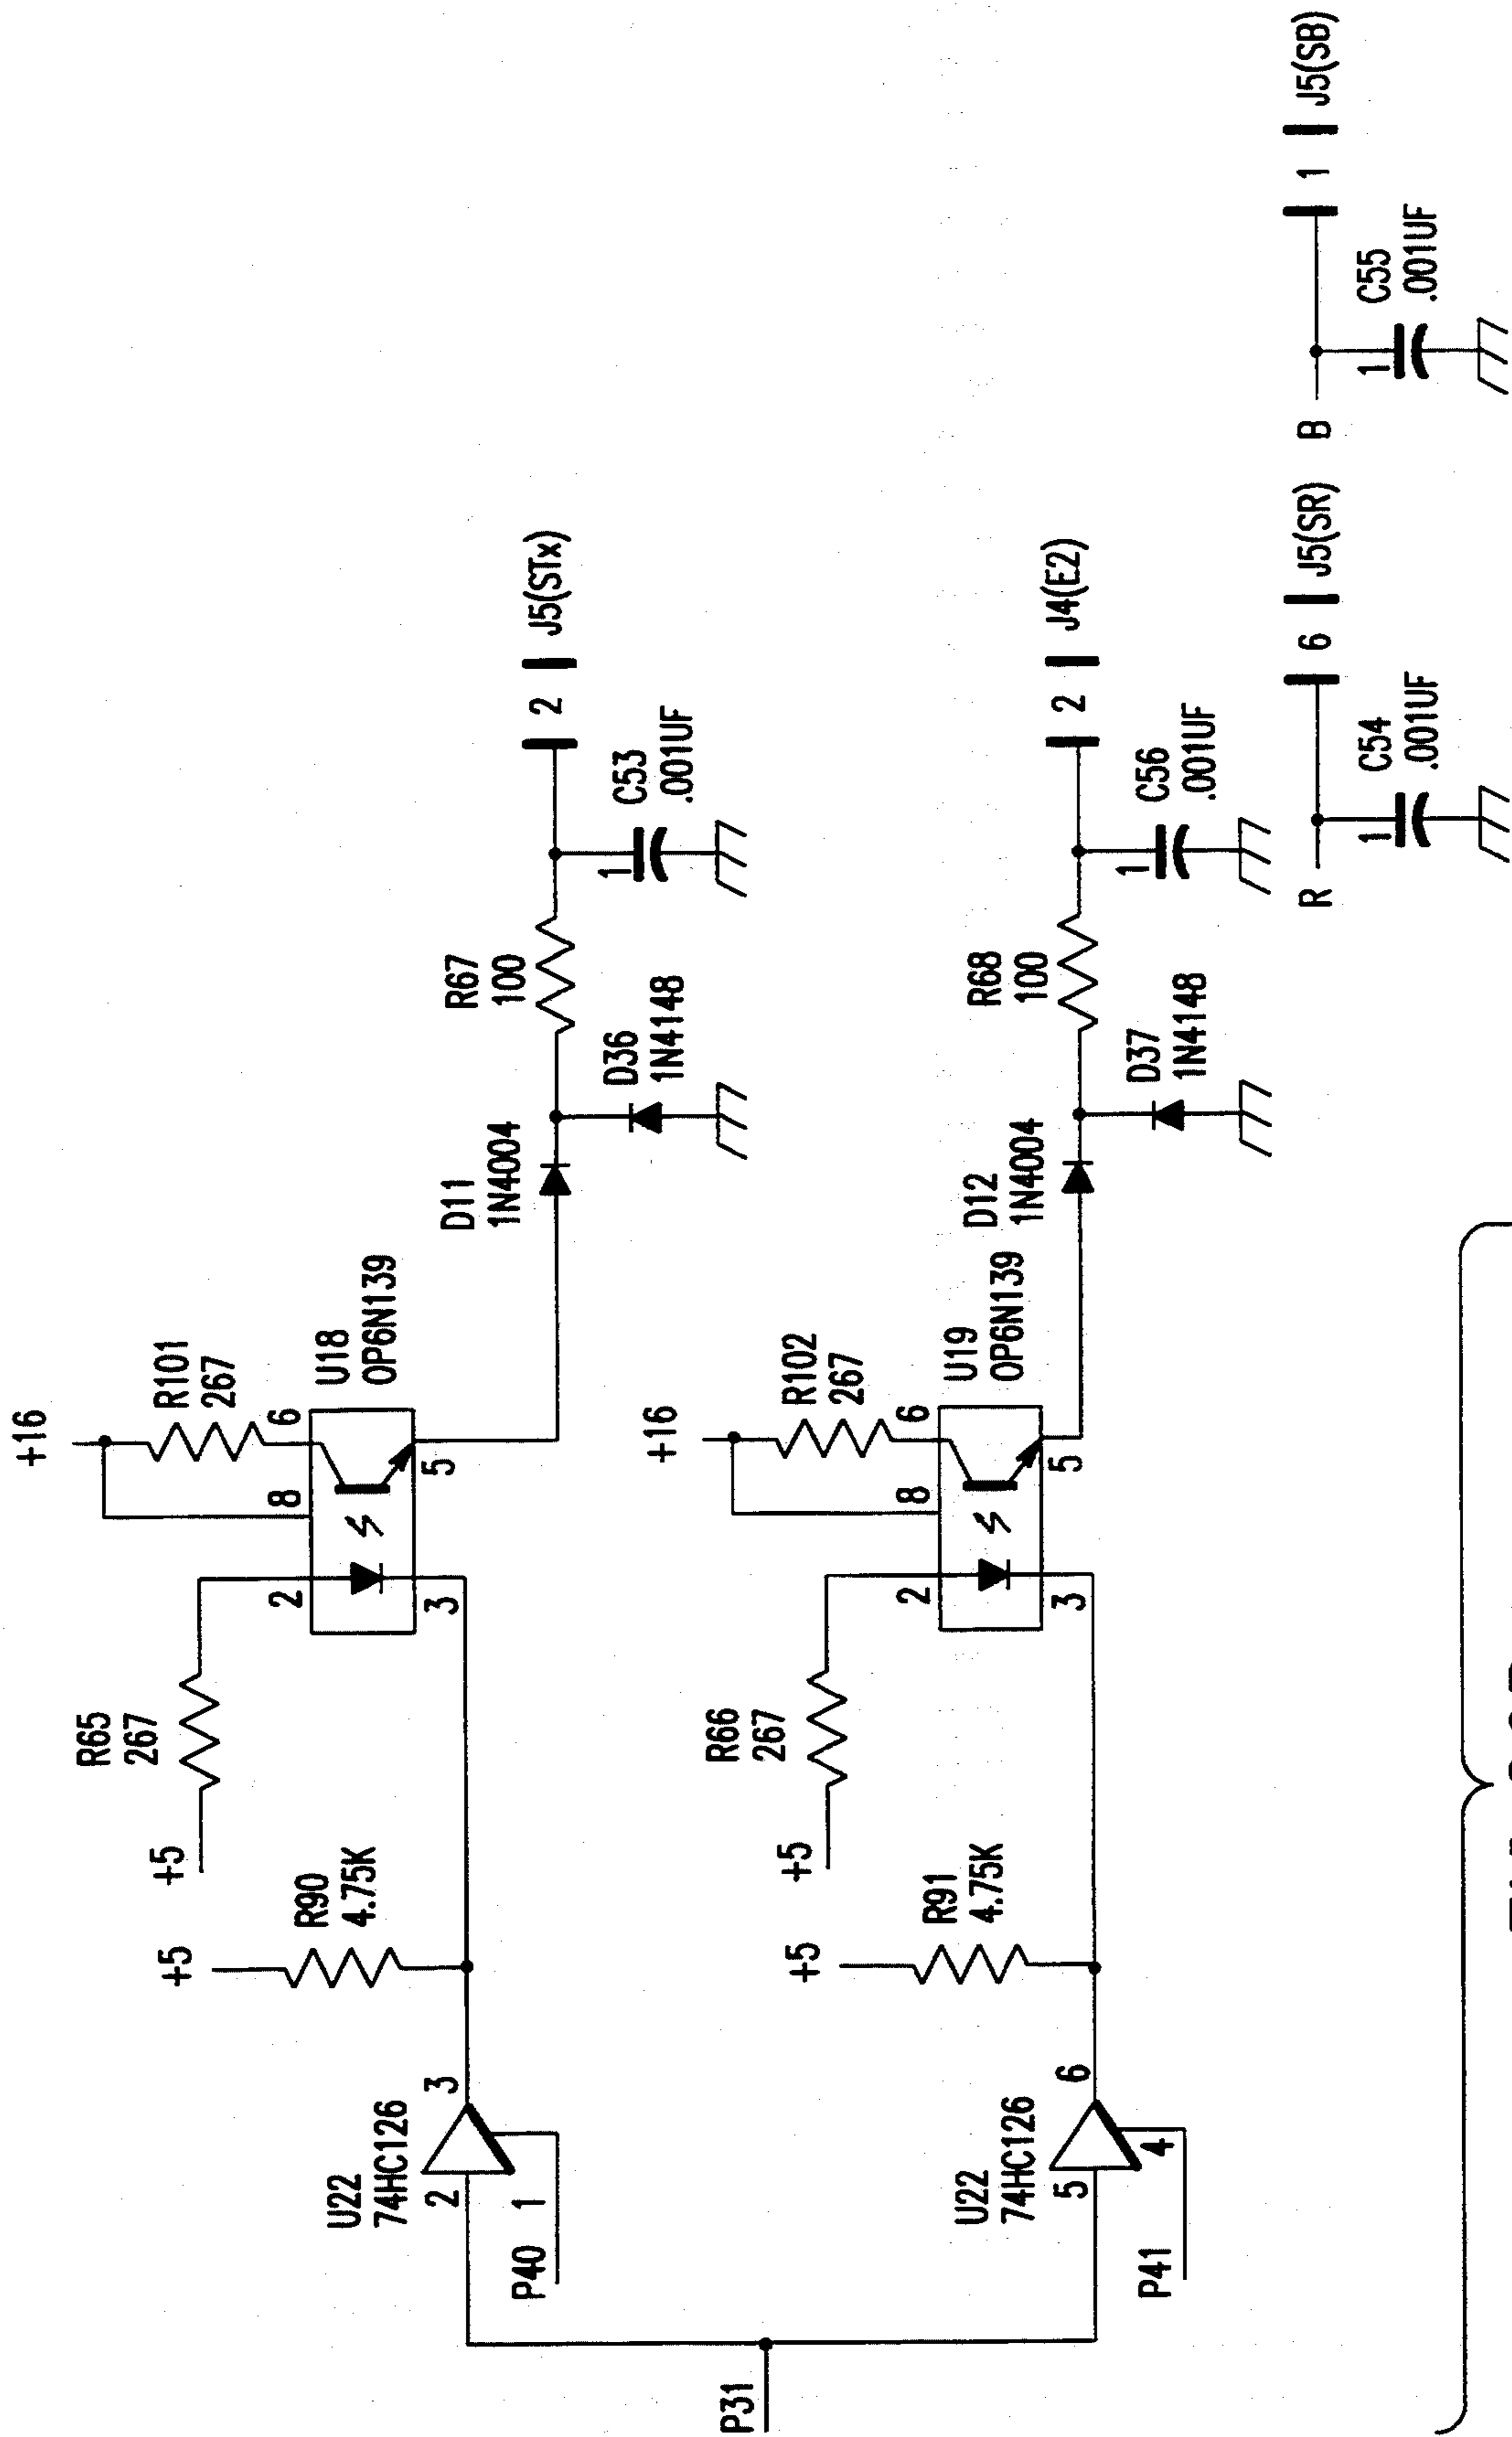 +16
R101
267
R65
267
+5
6
8
2
U18
OP6N139
5
3
+5
R90
4.75K
U22
74HC126
2
3
P40
1
D11
1N4004
R67
100
D36
1N4148
2
J5(STx)
1
C53
.001UF
P31
+16
R102
267
R66
267
+5
6
8
2
U19
OP6N139
5
3
+5
R91
4.75K
U22
74HC126
5
6
P41
4
D12
1N4004
R68
100
D37
1N4148
2
J4(E2)
1
C56
.001UF
R
6
J5(SR)
1
C54
.001UF
B
1
J5(SB)
1
C55
.001UF